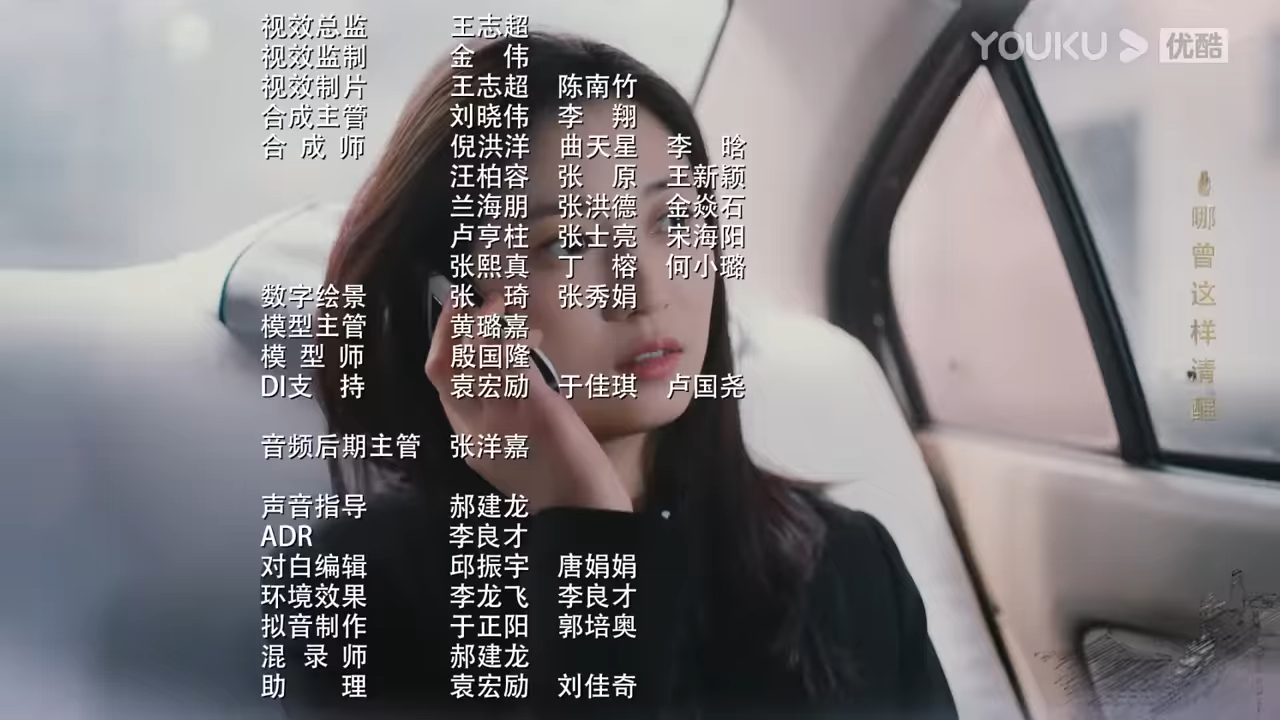 视效总监 王志超
视效监制 金 伟
视效制片 王志超 陈南竹
合成主管 刘晓伟 李 翔
合 成 师 倪洪洋 曲天星 李 晗
汪柏容 张 原 王新颖
兰海朋 张洪德 金焱石
卢亨柱 张士亮 宋海阳
张熙真 丁 榕 何小璐
数字绘景 张 琦 张秀娟
模型主管 黄璐嘉
模 型 师 殷国隆
DI支 持 袁宏励 于佳琪 卢国尧
音频后期主管 张洋嘉
声音指导 郝建龙
ADR 李良才
对白编辑 邱振宇 唐娟娟
环境效果 李龙飞 李良才
拟音制作 于正阳 郭培奥
混 录 师 郝建龙
助 理 袁宏励 刘佳奇
YOUKU 优酷
哪曾这样清醒